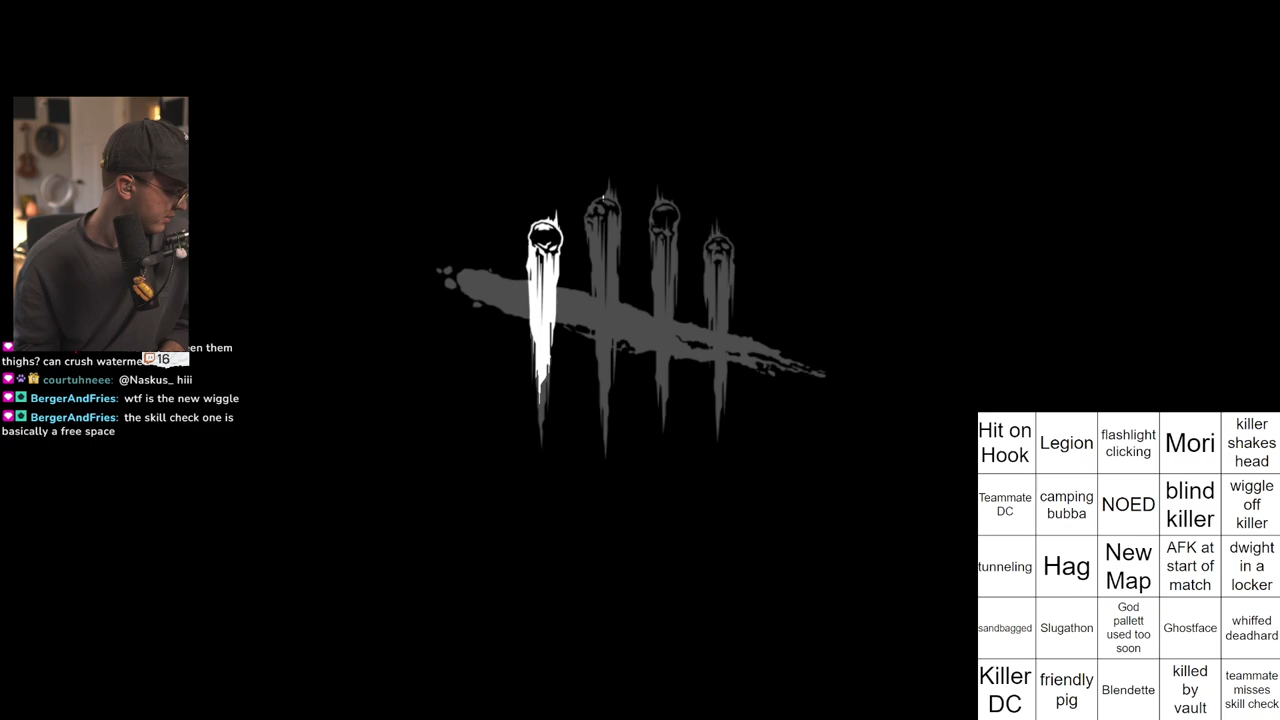 en them
thighs? can crush waterme
16
courtuhneee: @Naskus_ hiii
BergerAndFries: wtf is the new wiggle
BergerAndFries: the skill check one is
basically a free space
Hit on
Hook
Legion
flashlight
clicking
Mori
killer
shakes
head
Teammate
DC
camping
bubba
NOED
blind
killer
wiggle
off
killer
tunneling
Hag
New
Map
AFK at
start of
match
dwight
in a
locker
sandbagged
Slugathon
God
pallett
used too
soon
Ghostface
whiffed
deadhard
Killer
DC
friendly
pig
Blendette
killed
by
vault
teammate
misses
skill check